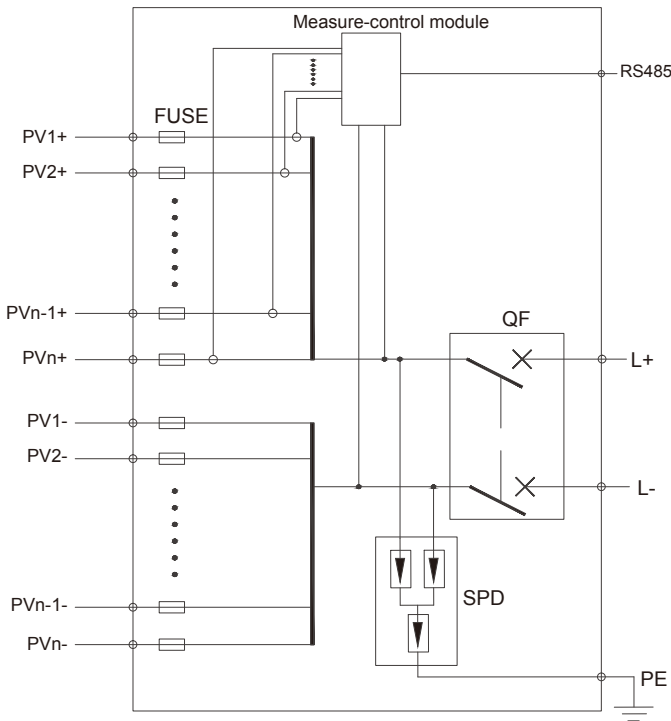 Measure-control module
RS485
FUSE
PV1+
PV2+
PVn-1+
PVn+
QF
L+
PV1-
PV2-
L-
SPD
PVn-1-
PVn-
PE